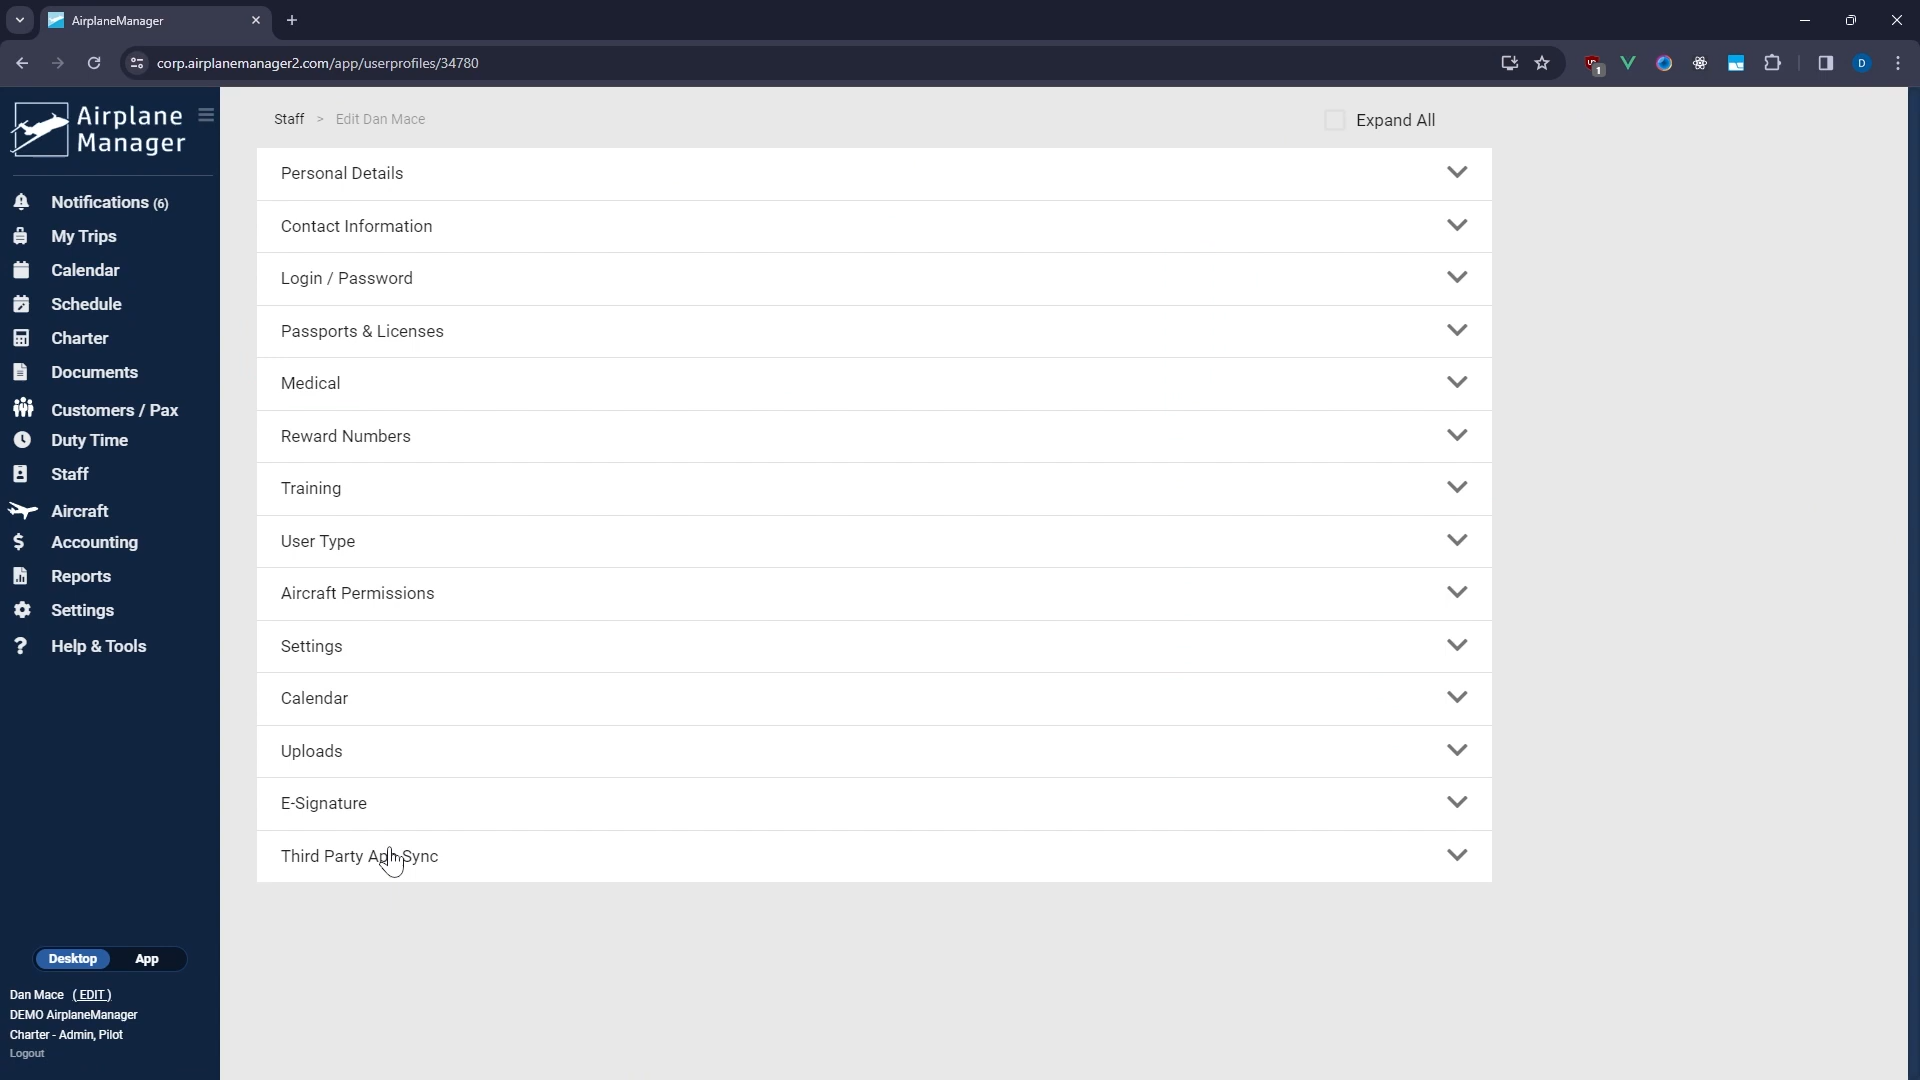 AirplaneManager
corp.airplanemanager2.com/app/userprofiles/34780
1
D
Airplane
Manager
Notifications (6)
My Trips
Calendar
Schedule
Charter
Documents
Customers / Pax
Duty Time
Staff
Aircraft
Accounting
Reports
Settings
Help & Tools
Desktop App
Dan Mace (EDIT)
DEMO AirplaneManager
Charter - Admin, Pilot
Logout
Staff > Edit Dan Mace
Expand All
Personal Details
Contact Information
Login / Password
Passports & Licenses
Medical
Reward Numbers
Training
User Type
Aircraft Permissions
Settings
Calendar
Uploads
E-Signature
Third Party App Sync